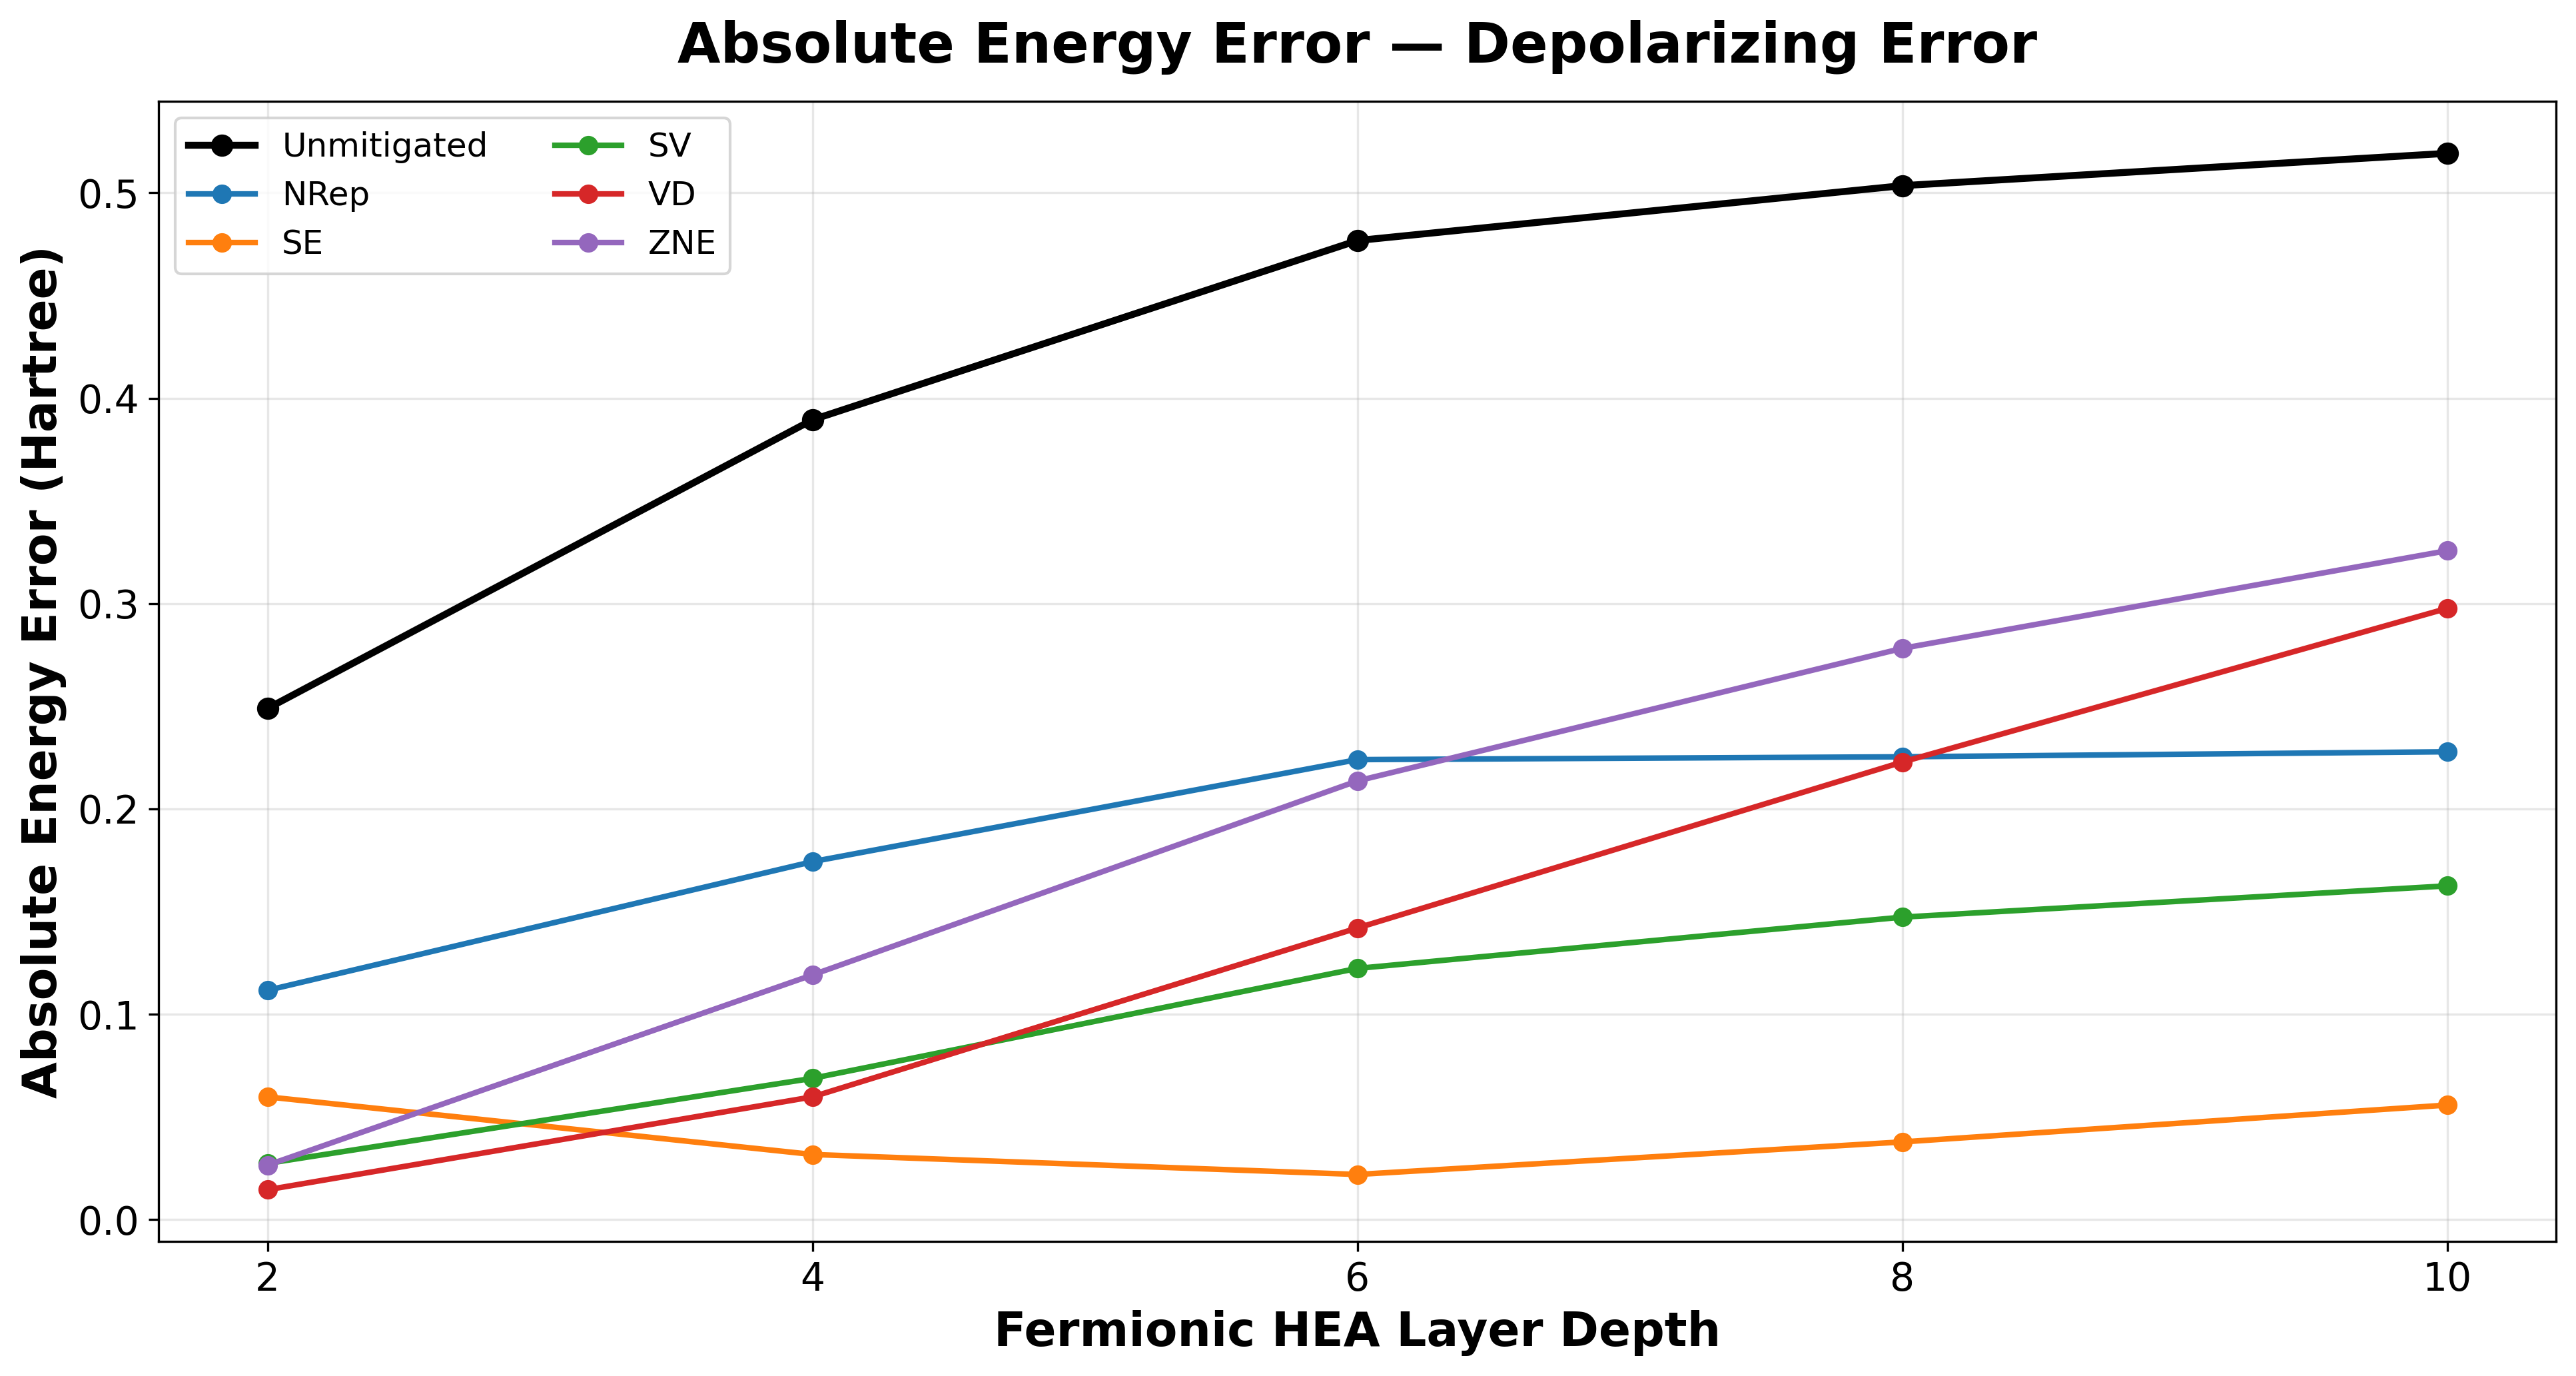 Absolute Energy Error — Depolarizing Error
Unmitigated
NRep
SE
SV
VD
ZNE
Absolute Energy Error (Hartree)
0.5
0.4
0.3
0.2
0.1
0.0
2 4 6 8 10
Fermionic HEA Layer Depth